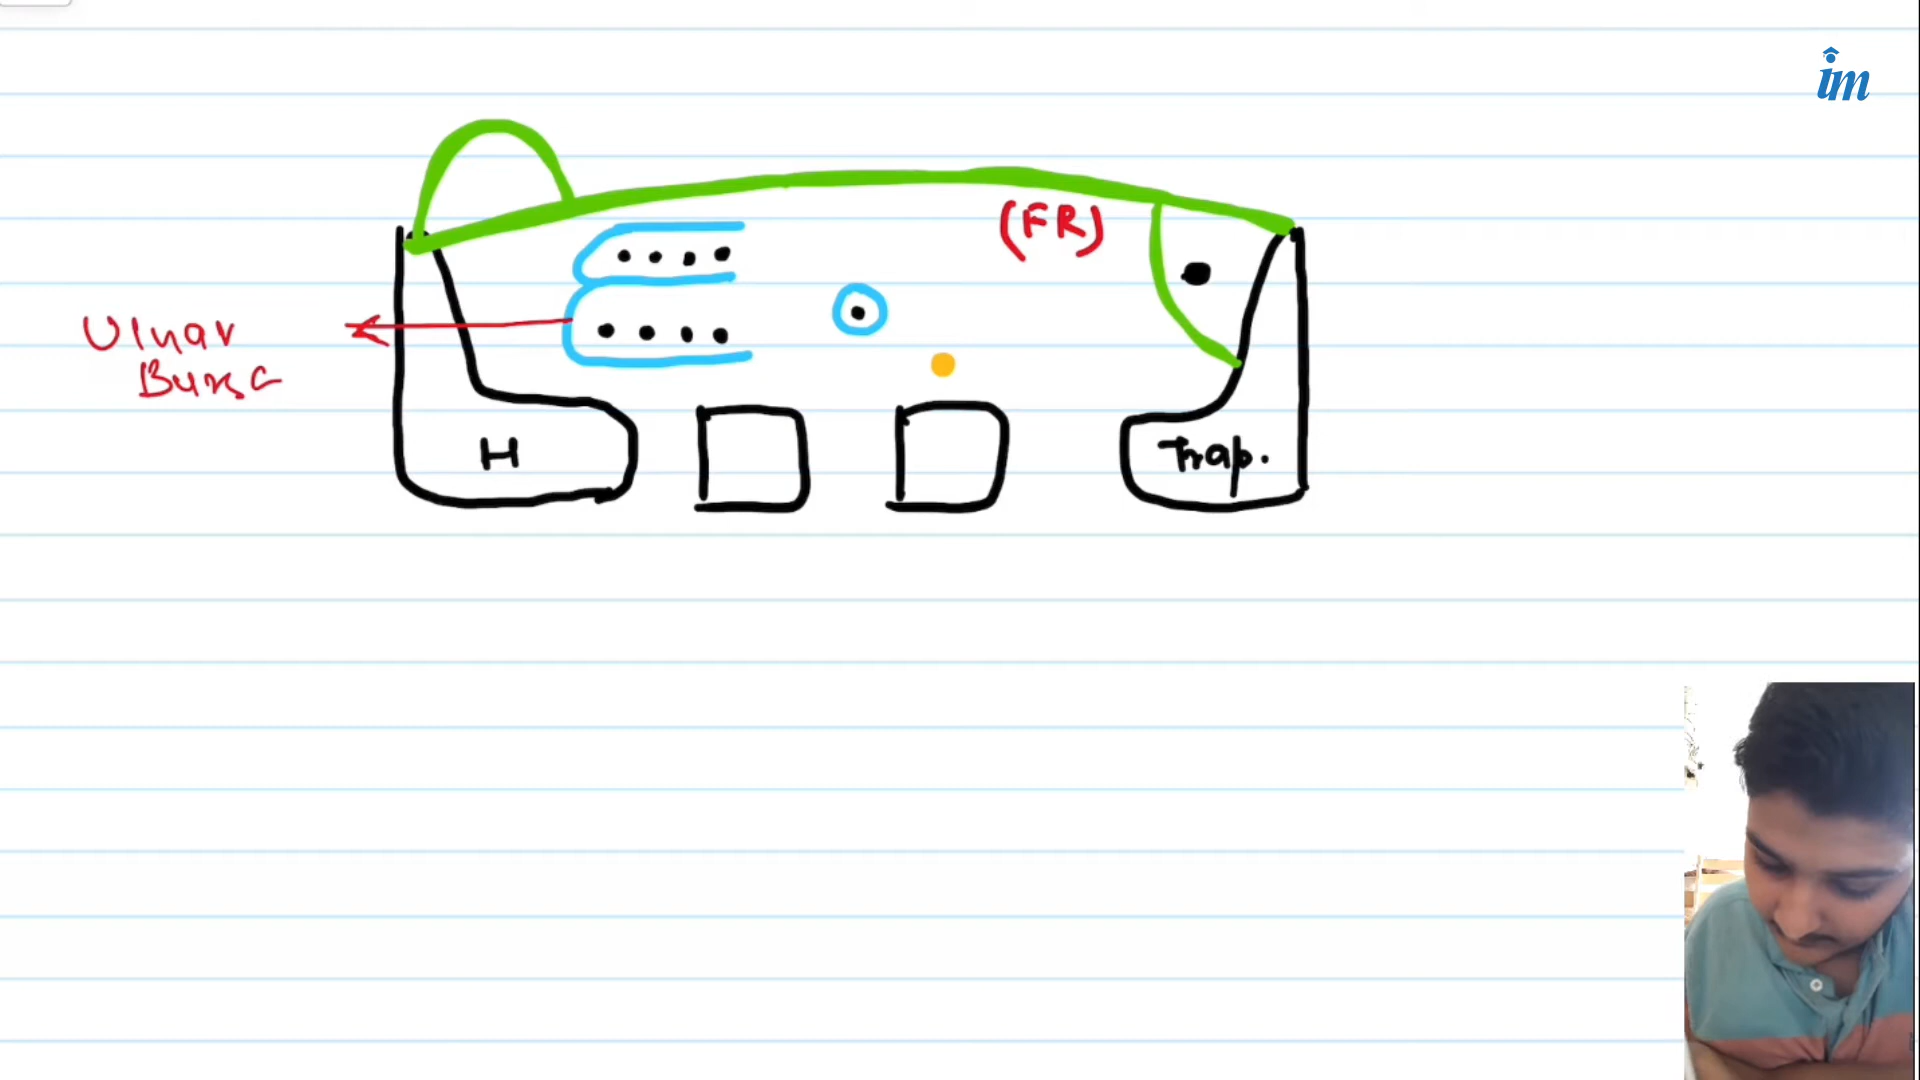 im
(FR)
Ulnar
Bursa
H
Trap.